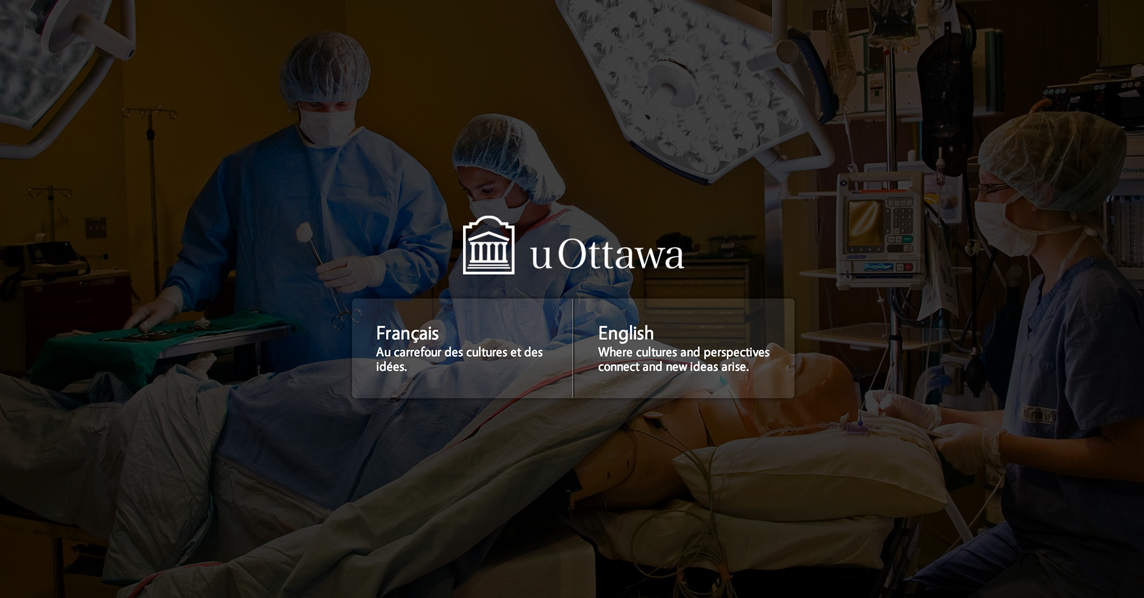 uOttawa
Français
Au carrefour des cultures et des
idées.
English
Where cultures and perspectives
connect and new ideas arise.